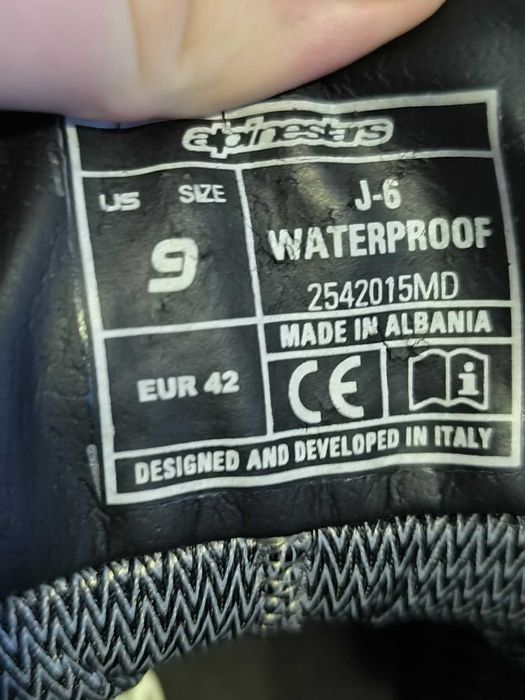 alpinestars
US SIZE
9
J-6
WATERPROOF
2542015MD
MADE IN ALBANIA
EUR 42
CE
i
DESIGNED AND DEVELOPED IN ITALY